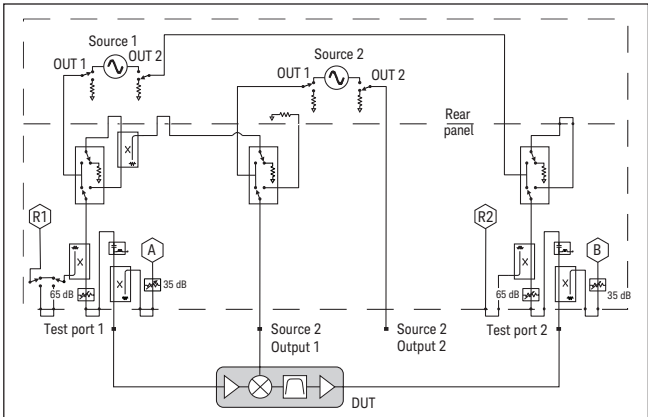 Source 1
OUT 1
OUT 2
Source 2
OUT 1
OUT 2
Rear
panel
X
R1
A
R2
B
X
X
65 dB
35 dB
X
X
65 dB
35 dB
Test port 1
Source 2
Output 1
Source 2
Output 2
Test port 2
DUT